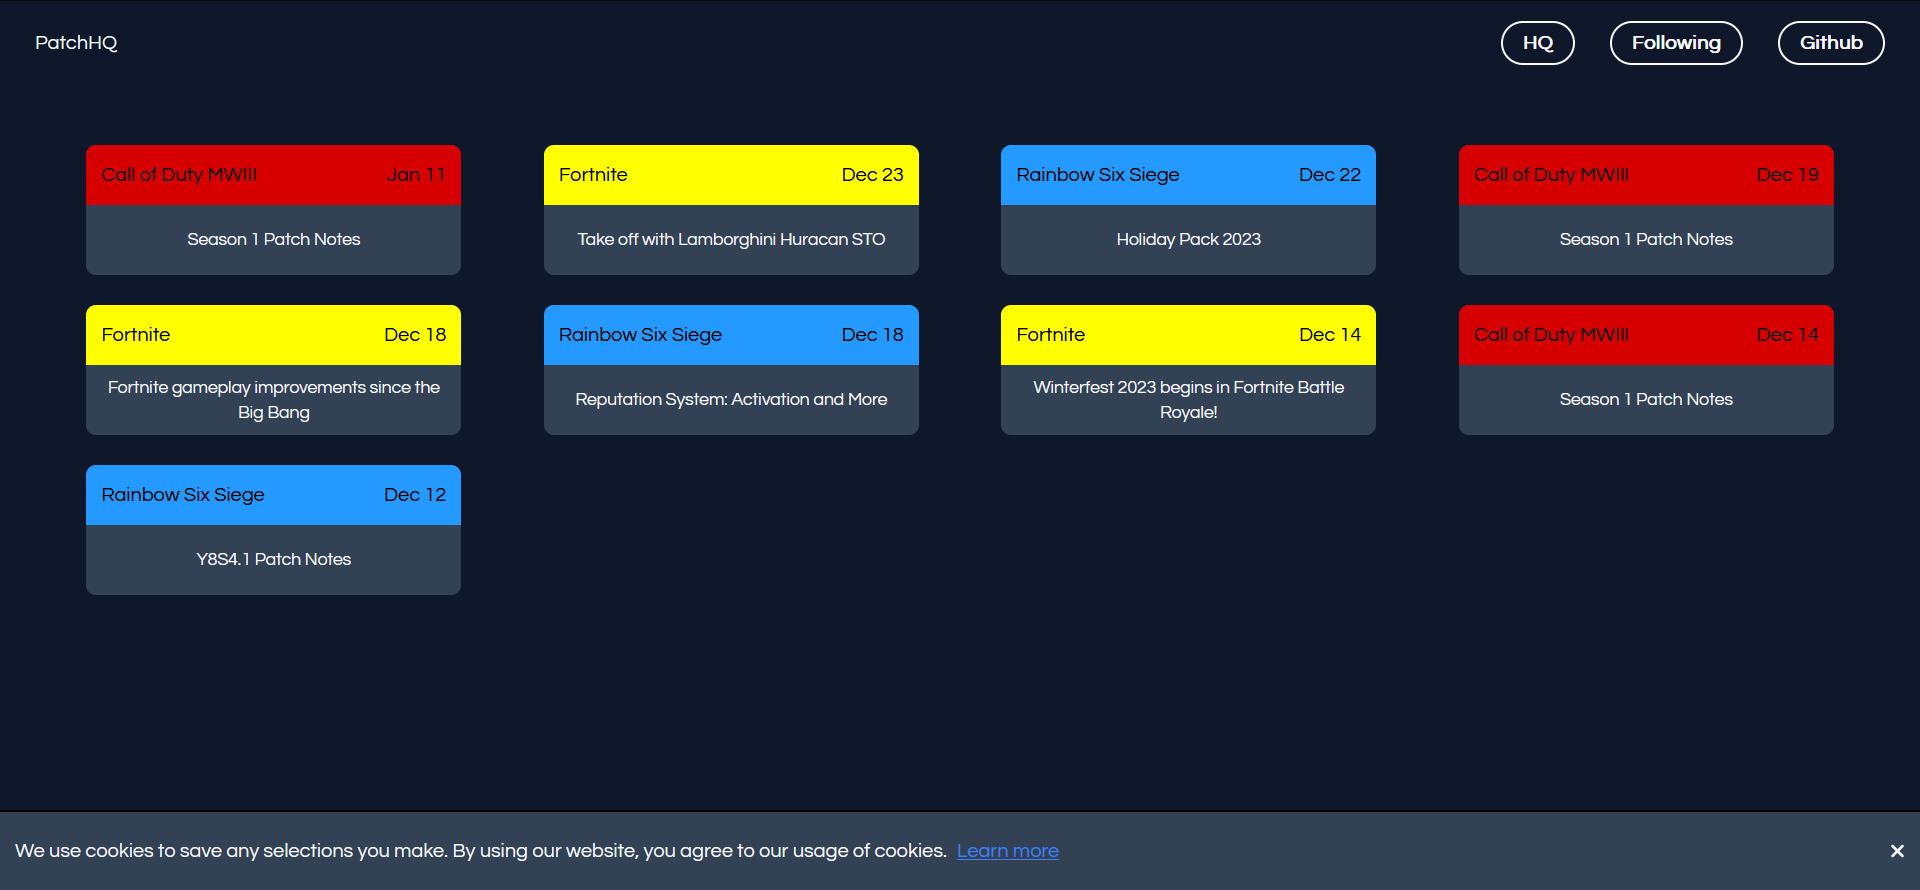 PatchHQ
HQ
Following
Github
Call of Duty MWIII
Jan 11
Season 1 Patch Notes
Fortnite
Dec 23
Take off with Lamborghini Huracan STO
Rainbow Six Siege
Dec 22
Holiday Pack 2023
Call of Duty MWIII
Dec 19
Season 1 Patch Notes
Fortnite
Dec 18
Fortnite gameplay improvements since the
Big Bang
Rainbow Six Siege
Dec 18
Reputation System: Activation and More
Fortnite
Dec 14
Winterfest 2023 begins in Fortnite Battle
Royale!
Call of Duty MWIII
Dec 14
Season 1 Patch Notes
Rainbow Six Siege
Dec 12
Y8S4.1 Patch Notes
We use cookies to save any selections you make. By using our website, you agree to our usage of cookies. Learn more